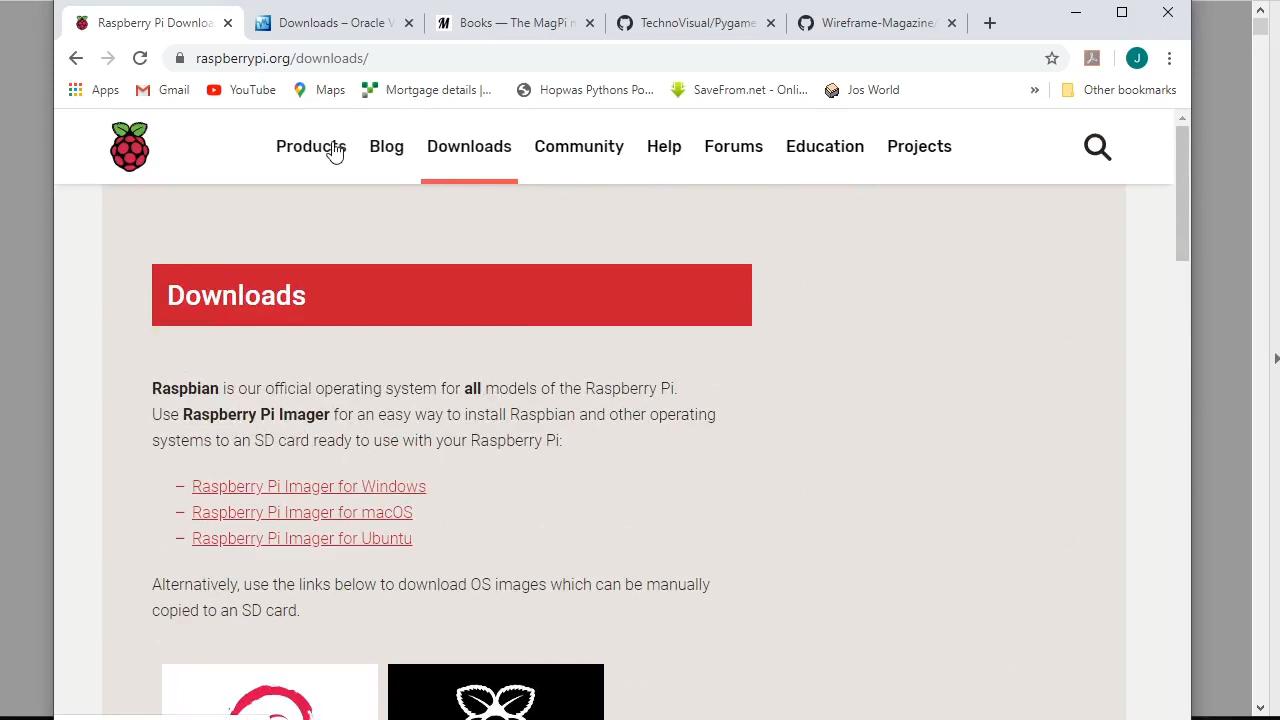 Raspberry Pi Downloa
Downloads – Oracle V
Books — The MagPi m
TechnoVisual/Pygame
Wireframe-Magazine/
raspberrypi.org/downloads/
J
Apps
Gmail
YouTube
Maps
Mortgage details |...
Hopwas Pythons Po...
SaveFrom.net - Onli...
Jos World
»
Other bookmarks
Products
Blog
Downloads
Community
Help
Forums
Education
Projects
Downloads
Raspbian is our official operating system for all models of the Raspberry Pi.
Use Raspberry Pi Imager for an easy way to install Raspbian and other operating
systems to an SD card ready to use with your Raspberry Pi:
– Raspberry Pi Imager for Windows
– Raspberry Pi Imager for macOS
– Raspberry Pi Imager for Ubuntu
Alternatively, use the links below to download OS images which can be manually
copied to an SD card.